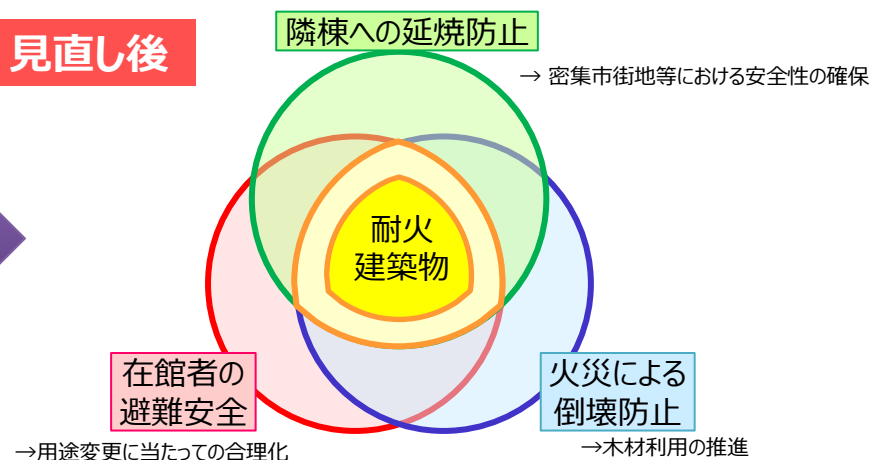 見直し後
隣棟への延焼防止
→ 密集市街地等における安全性の確保
耐火
建築物
在館者の
避難安全
→用途変更に当たっての合理化
火災による
倒壊防止
→木材利用の推進